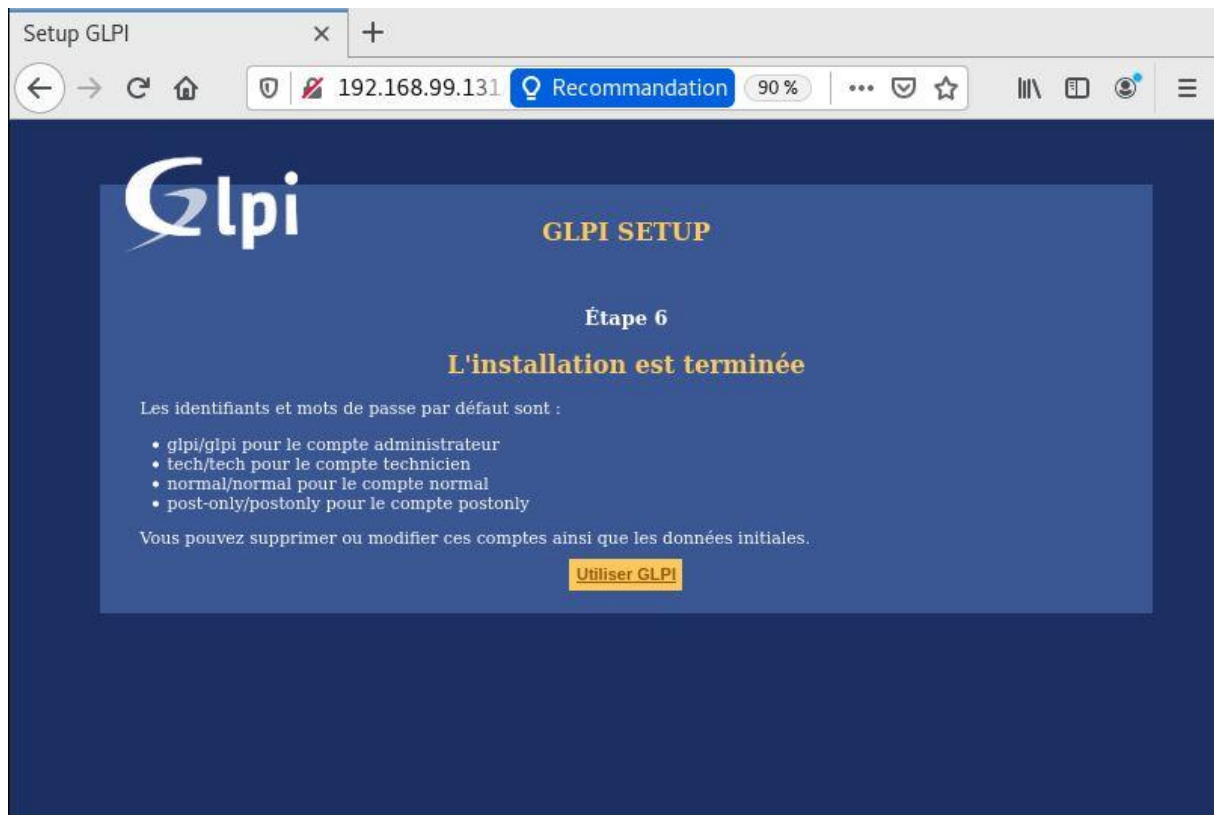 Setup GLPI
192.168.99.131 Recommandation 90 %
Glpi
GLPI SETUP
Étape 6
L'installation est terminée
Les identifiants et mots de passe par défaut sont :
• glpi/glpi pour le compte administrateur
• tech/tech pour le compte technicien
• normal/normal pour le compte normal
• post-only/postonly pour le compte postonly
Vous pouvez supprimer ou modifier ces comptes ainsi que les données initiales.
Utiliser GLPI